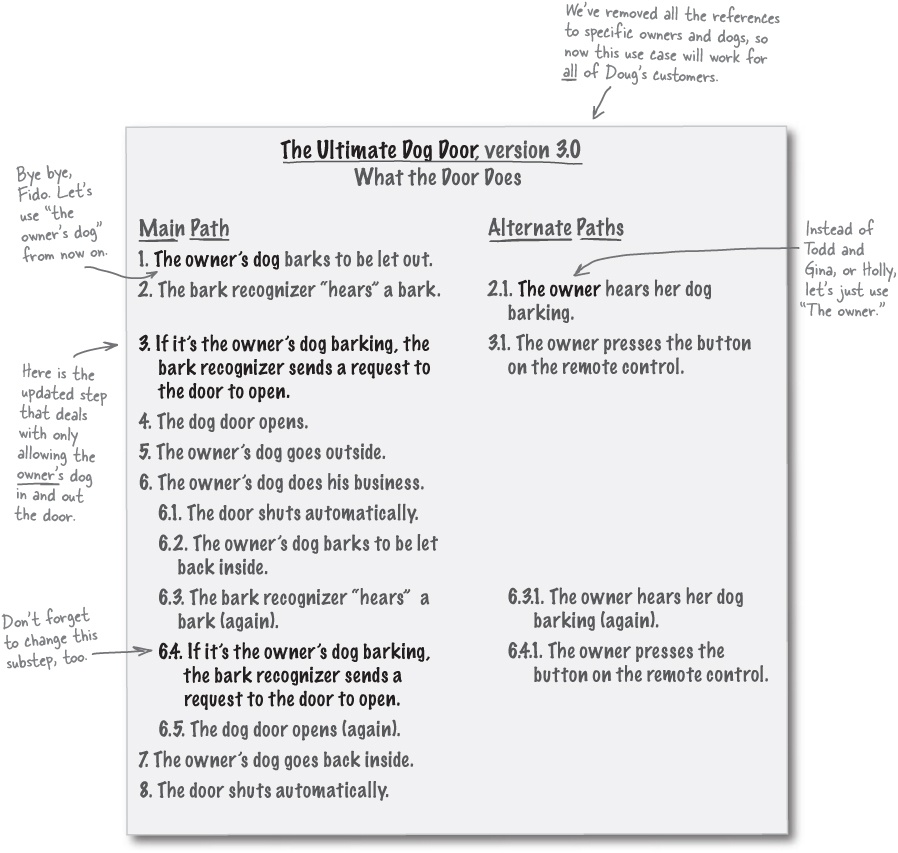 We've removed all the references
to specific owners and dogs, so
now this use case will work for
all of Doug's customers.
The Ultimate Dog Door, version 3.0
What the Door Does
Bye bye,
Fido. Let's
use "the
owner's dog"
from now on.
Main Path
1. The owner's dog barks to be let out.
2. The bark recognizer "hears" a bark.
3. If it's the owner's dog barking, the
bark recognizer sends a request to
the door to open.
4. The dog door opens.
5. The owner's dog goes outside.
6. The owner's dog does his business.
6.1. The door shuts automatically.
6.2. The owner's dog barks to be let
back inside.
6.3. The bark recognizer "hears" a
bark (again).
6.4. If it's the owner's dog barking,
the bark recognizer sends a
request to the door to open.
6.5. The dog door opens (again).
7. The owner's dog goes back inside.
8. The door shuts automatically.
Alternate Paths
2.1. The owner hears her dog
barking.
3.1. The owner presses the button
on the remote control.
6.3.1. The owner hears her dog
barking (again).
6.4.1. The owner presses the
button on the remote control.
Instead of
Todd and
Gina, or Holly,
let's just use
"The owner."
Here is the
updated step
that deals
with only
allowing the
owner's dog
in and out
the door.
Don't forget
to change this
substep, too.